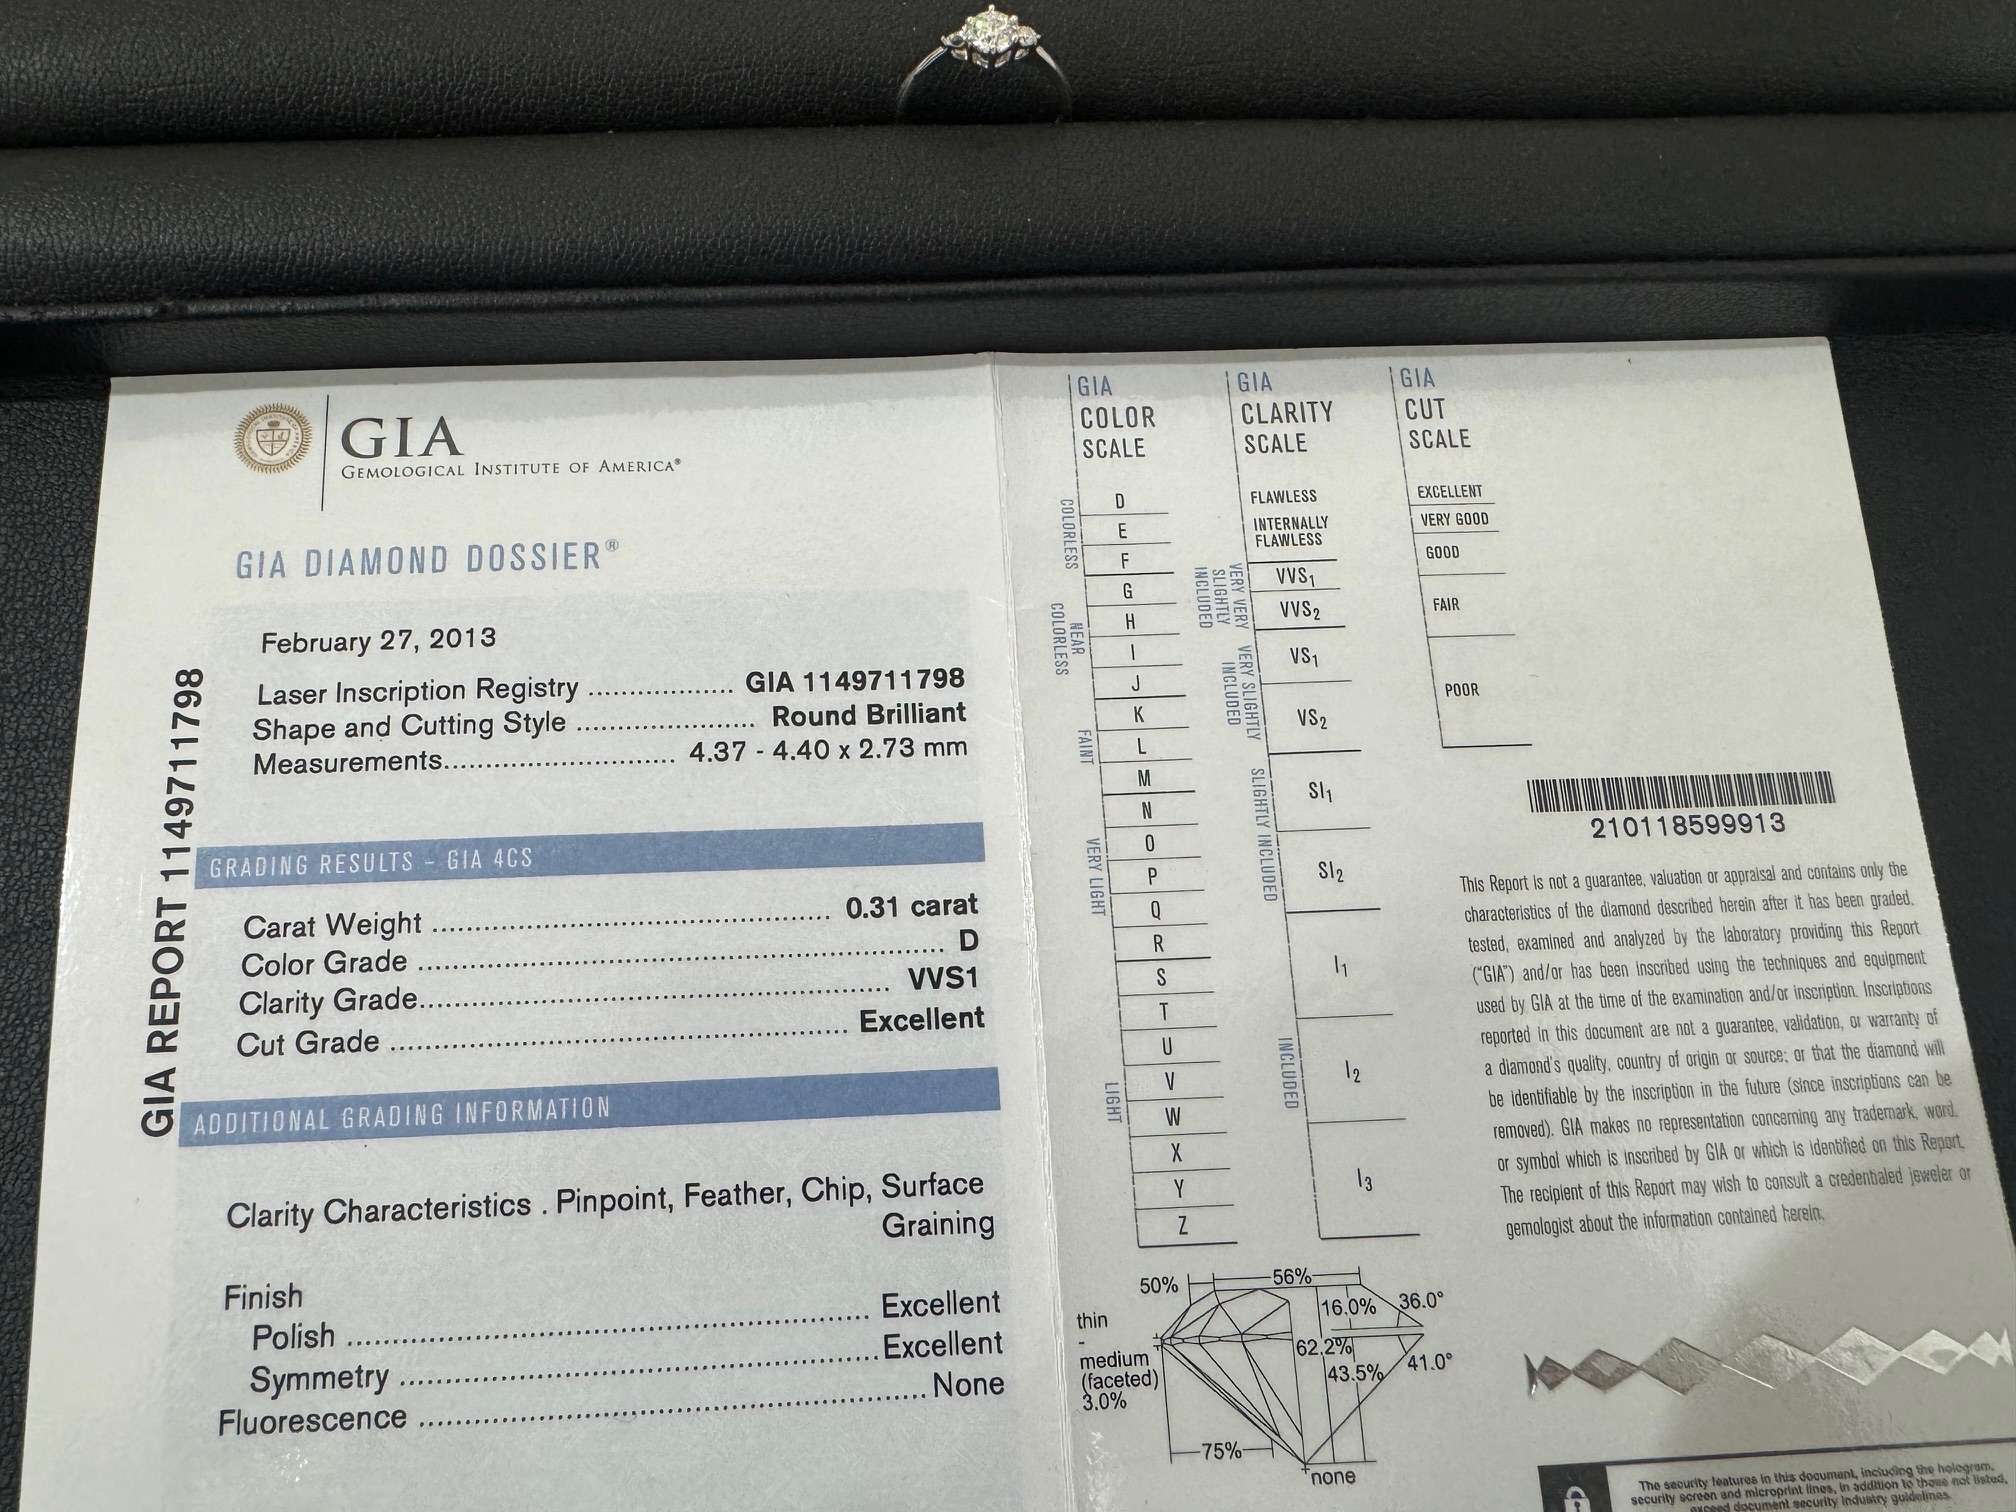 GIA
GEMOLOGICAL INSTITUTE OF AMERICA®
GIA DIAMOND DOSSIER®
GIA REPORT 1149711798
February 27, 2013
Laser Inscription Registry .................. GIA 1149711798
Shape and Cutting Style ...................... Round Brilliant
Measurements............................. 4.37 - 4.40 x 2.73 mm
GRADING RESULTS – GIA 4CS
Carat Weight ................................................ 0.31 carat
Color Grade ................................................................ D
Clarity Grade......................................................... VVS1
Cut Grade ....................................................... Excellent
ADDITIONAL GRADING INFORMATION
Clarity Characteristics . Pinpoint, Feather, Chip, Surface
Graining
Finish
Polish ............................................................... Excellent
Symmetry ......................................................... Excellent
Fluorescence ........................................................... None
GIA
COLOR
SCALE
COLORLESS
D
E
F
NEAR
COLORLESS
G
H
I
J
FAINT
K
L
M
VERY LIGHT
N
O
P
Q
R
LIGHT
S
T
U
V
W
X
Y
Z
GIA
CLARITY
SCALE
FLAWLESS
INTERNALLY
FLAWLESS
VERY VERY
SLIGHTLY
INCLUDED
VVS1
VVS2
VERY SLIGHTLY
INCLUDED
VS1
VS2
SLIGHTLY INCLUDED
SI1
SI2
INCLUDED
I1
I2
I3
GIA
CUT
SCALE
EXCELLENT
VERY GOOD
GOOD
FAIR
POOR
210118599913
This Report is not a guarantee, valuation or appraisal and contains only the
characteristics of the diamond described herein after it has been graded,
tested, examined and analyzed by the laboratory providing this Report
("GIA") and/or has been inscribed using the techniques and equipment
used by GIA at the time of the examination and/or inscription. Inscriptions
reported in this document are not a guarantee, validation, or warranty of
a diamond's quality, country of origin or source; or that the diamond will
be identifiable by the inscription in the future (since inscriptions can be
removed). GIA makes no representation concerning any trademark, word,
or symbol which is inscribed by GIA or which is identified on this Report.
The recipient of this Report may wish to consult a credentialed jeweler or
gemologist about the information contained herein.
50%
56%
16.0%
36.0°
thin
-
medium
(faceted)
3.0%
62.2%
43.5%
41.0°
75%
none
The security features in this document, including the hologram,
security screen and microprint lines, in addition to those not listed,
exceed document security industry guidelines.